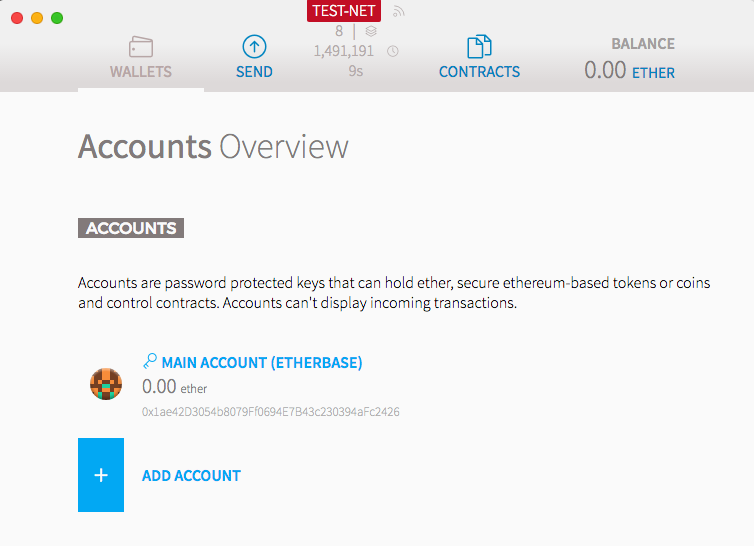 TEST-NET
8 |
1,491,191
9s
WALLETS
SEND
CONTRACTS
BALANCE
0.00 ETHER
Accounts Overview
ACCOUNTS
Accounts are password protected keys that can hold ether, secure ethereum-based tokens or coins
and control contracts. Accounts can't display incoming transactions.
MAIN ACCOUNT (ETHERBASE)
0.00 ether
0x1ae42D3054b8079Ff0694E7B43c230394aFc2426
+
ADD ACCOUNT